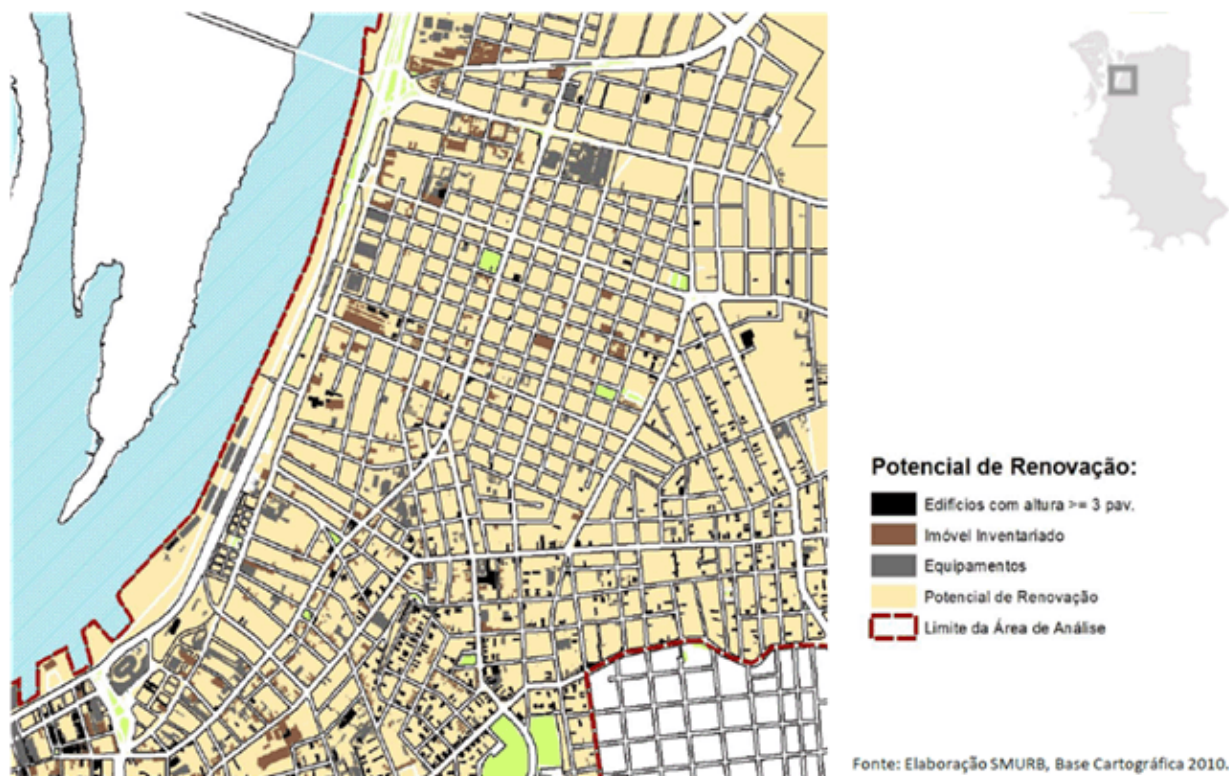 Potencial de Renovação:
Edifícios com altura >= 3 pav.
Imóvel Inventariado
Equipamentos
Potencial de Renovação
Limite da Área de Análise
Fonte: Elaboração SMURB, Base Cartográfica 2010.